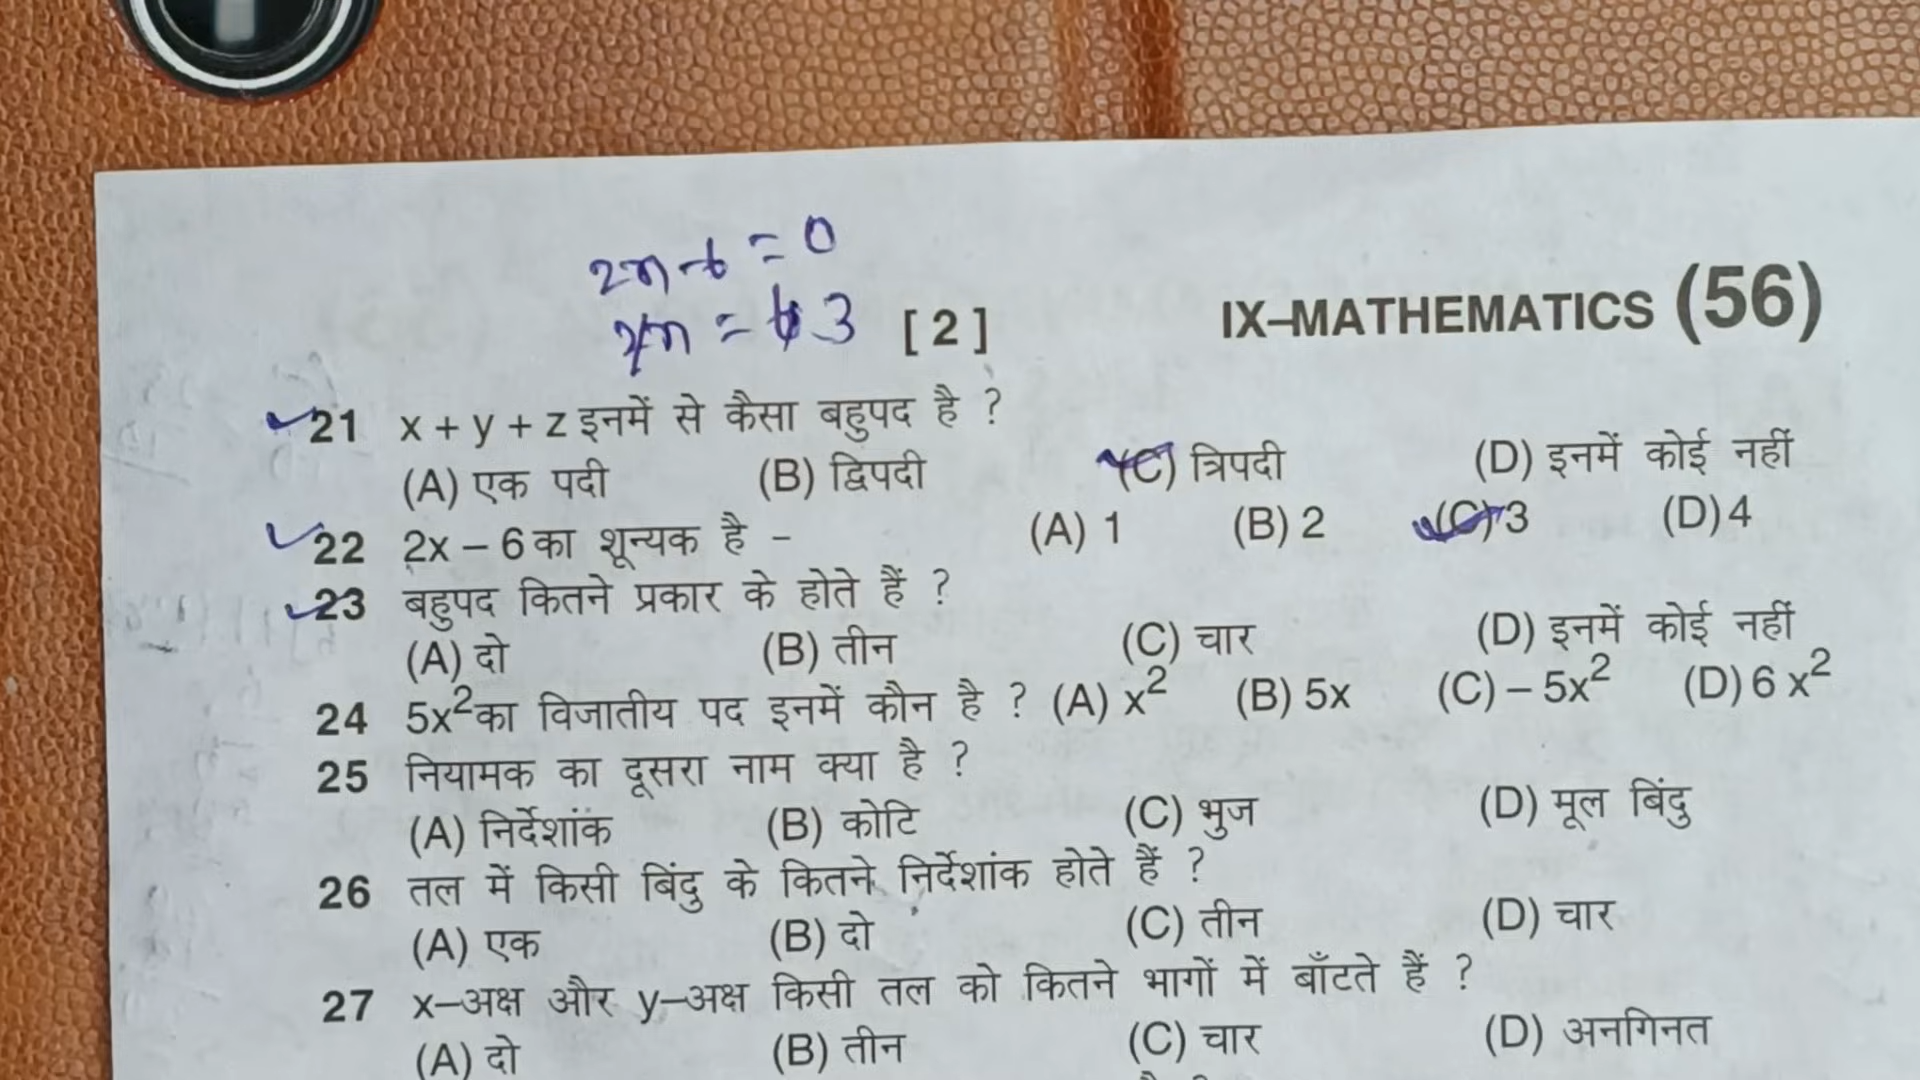 2x-6 = 0
x = 3 [ 2 ] IX–MATHEMATICS (56)
21 x + y + z इनमें से कैसा बहुपद है ?
(A) एक पदी (B) द्विपदी (C) त्रिपदी (D) इनमें कोई नहीं
22 2x – 6 का शून्यक है – (A) 1 (B) 2 (C) 3 (D) 4
23 बहुपद कितने प्रकार के होते हैं ?
(A) दो (B) तीन (C) चार (D) इनमें कोई नहीं
24 5x² का विजातीय पद इनमें कौन है ? (A) x² (B) 5x (C) – 5x² (D) 6 x²
25 नियामक का दूसरा नाम क्या है ?
(A) निर्देशांक (B) कोटि (C) भुज (D) मूल बिंदु
26 तल में किसी बिंदु के कितने निर्देशांक होते हैं ?
(A) एक (B) दो (C) तीन (D) चार
27 x–अक्ष और y–अक्ष किसी तल को कितने भागों में बाँटते हैं ?
(A) दो (B) तीन (C) चार (D) अनगिनत